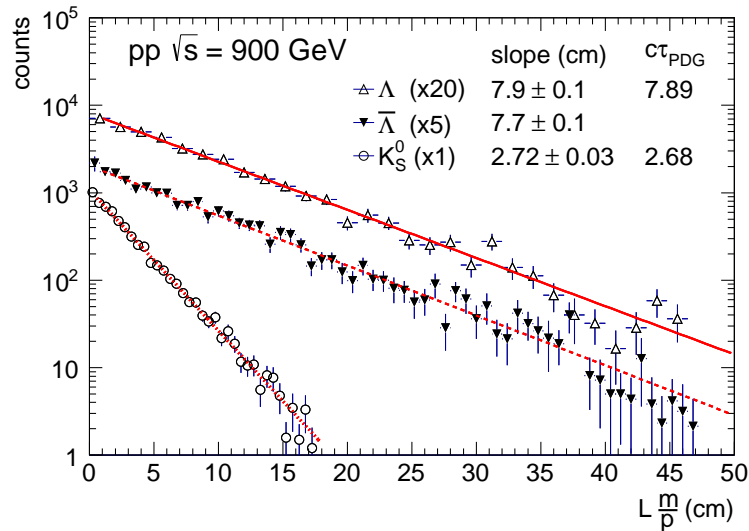 counts
10⁵
10⁴
10³
10²
10
1
pp √s = 900 GeV
slope (cm) cτ_PDG
Λ (x20) 7.9 ± 0.1 7.89
Λ̅ (x5) 7.7 ± 0.1
K⁰_S (x1) 2.72 ± 0.03 2.68
0 5 10 15 20 25 30 35 40 45 50
L m/p (cm)